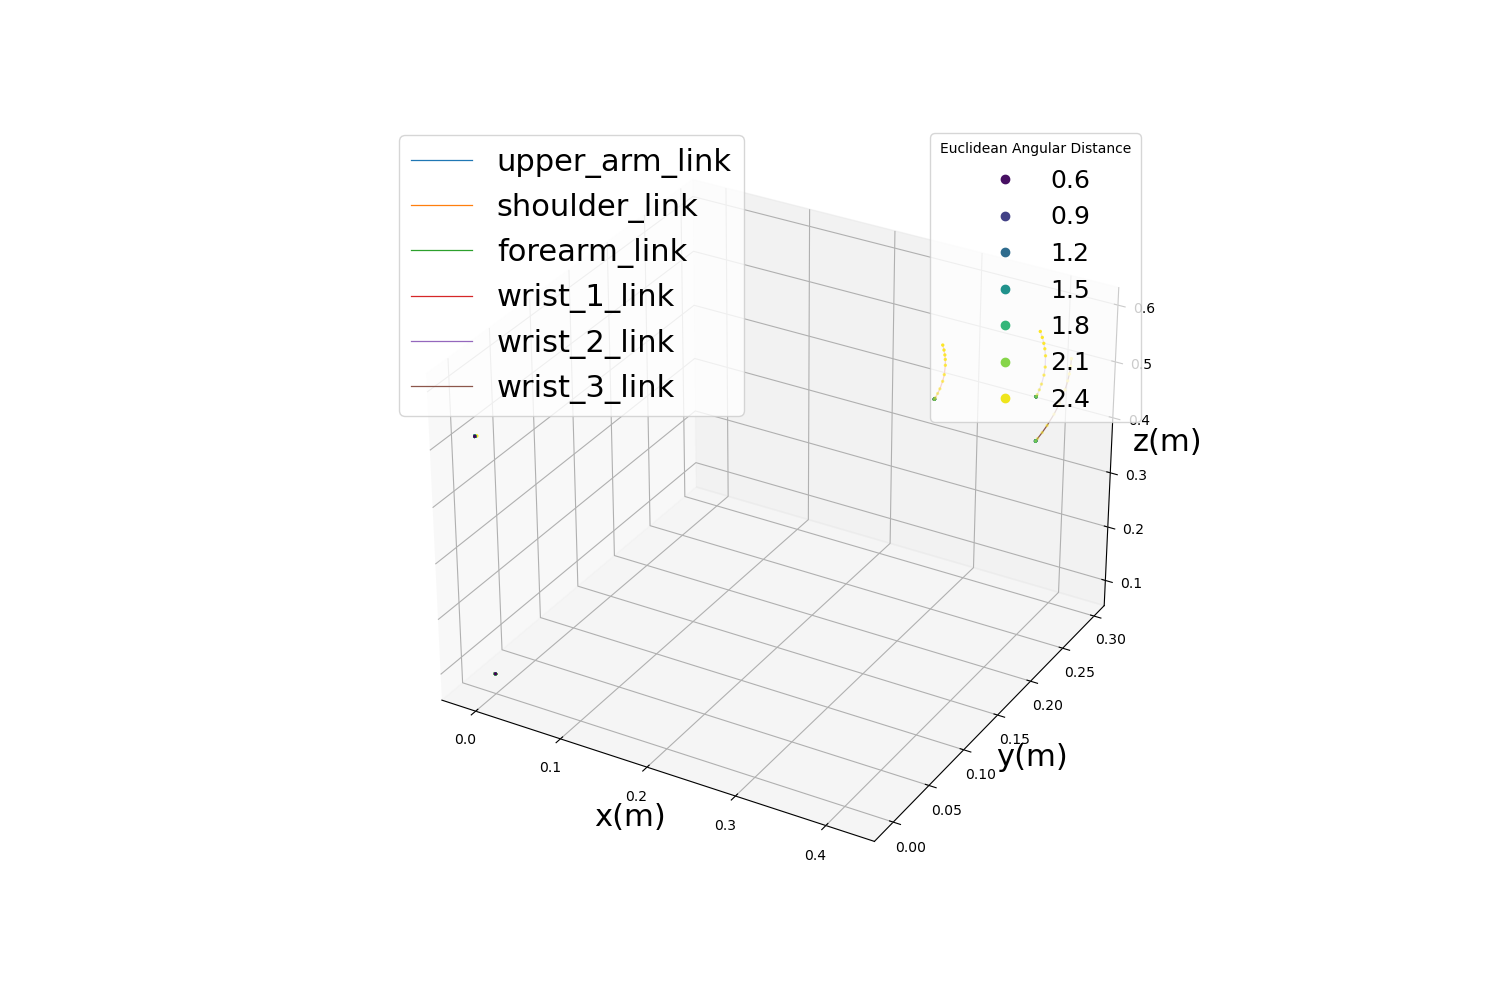 upper_arm_link
shoulder_link
forearm_link
wrist_1_link
wrist_2_link
wrist_3_link
Euclidean Angular Distance
0.6
0.9
1.2
1.5
1.8
2.1
2.4
0.6
0.5
0.4
0.3
0.2
0.1
z(m)
0.30
0.25
0.20
0.15
0.10
0.05
0.00
y(m)
0.0
0.1
0.2
0.3
0.4
x(m)